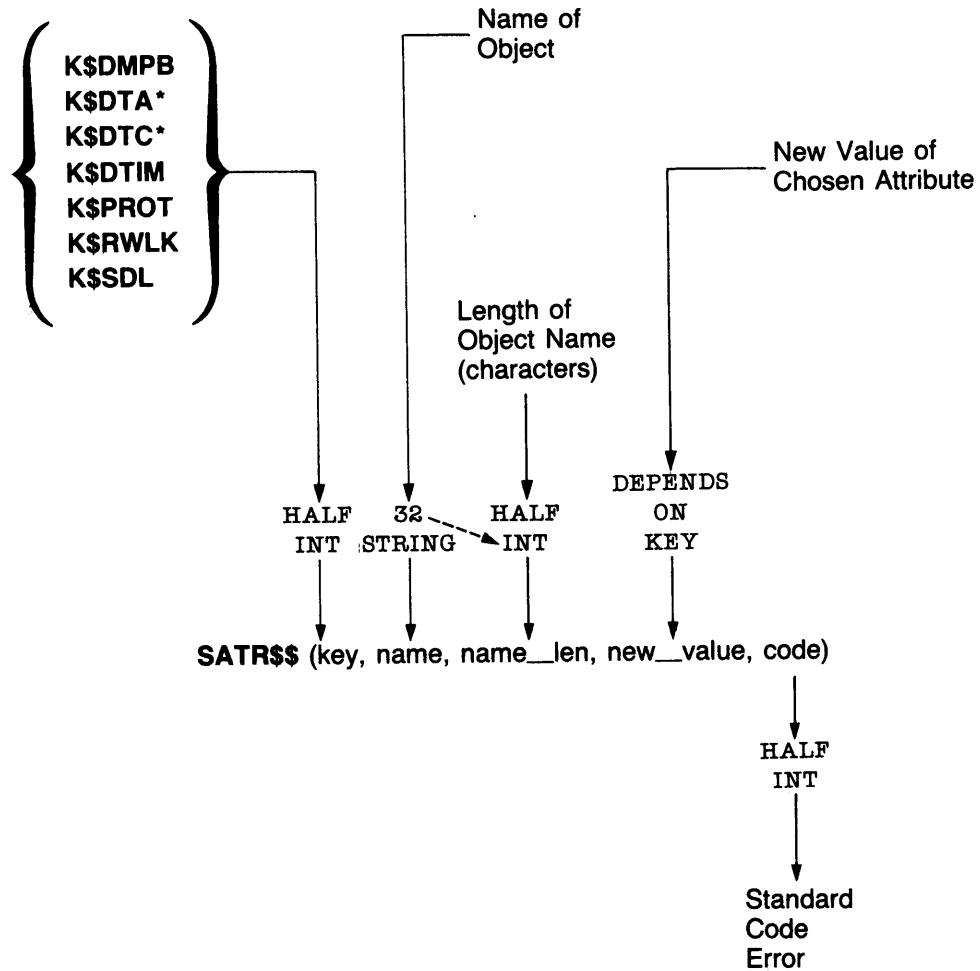 Name of
Object
K$DMPB
K$DTA*
K$DTC*
K$DTIM
K$PROT
K$RWLK
K$SDL
New Value of
Chosen Attribute
Length of
Object Name
(characters)
HALF
INT
32
STRING
HALF
INT
DEPENDS
ON
KEY
SATR$$ (key, name, name__len, new__value, code)
HALF
INT
Standard
Code
Error